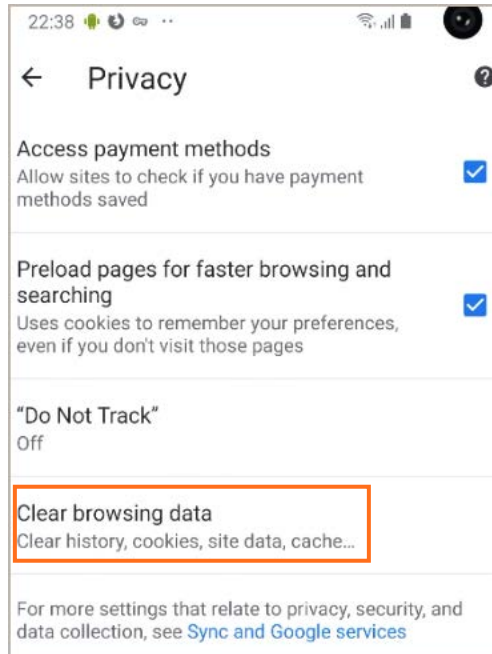 22:38
Privacy
Access payment methods
Allow sites to check if you have payment
methods saved
Preload pages for faster browsing and
searching
Uses cookies to remember your preferences,
even if you don't visit those pages
“Do Not Track”
Off
Clear browsing data
Clear history, cookies, site data, cache...
For more settings that relate to privacy, security, and
data collection, see Sync and Google services